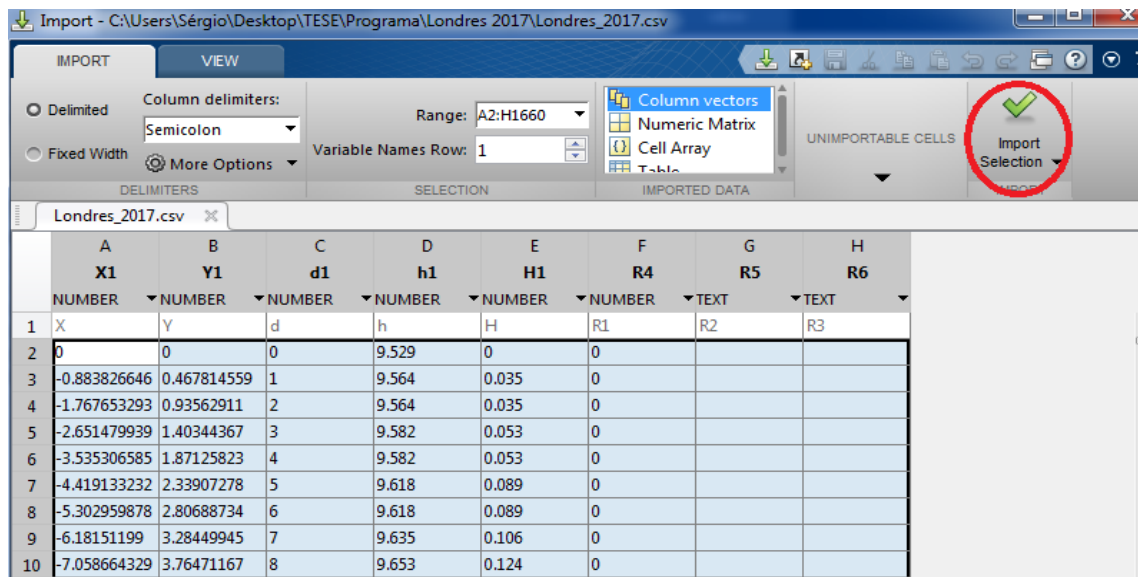 Import - C:\Users\Sérgio\Desktop\TESE\Programa\Londres 2017\Londres_2017.csv
IMPORT VIEW
Delimited
Fixed Width
Column delimiters:
Semicolon
More Options
DELIMITERS
Range: A2:H1660
Variable Names Row: 1
SELECTION
Column vectors
Numeric Matrix
Cell Array
Table
IMPORTED DATA
UNIMPORTABLE CELLS
Import
Selection
IMPORT
Londres_2017.csv
A B C D E F G H
X1 Y1 d1 h1 H1 R4 R5 R6
NUMBER NUMBER NUMBER NUMBER NUMBER NUMBER TEXT TEXT
1 X Y d h H R1 R2 R3
2 0 0 0 9.529 0 0
3 -0.883826646 0.467814559 1 9.564 0.035 0
4 -1.767653293 0.93562911 2 9.564 0.035 0
5 -2.651479939 1.40344367 3 9.582 0.053 0
6 -3.535306585 1.87125823 4 9.582 0.053 0
7 -4.419133232 2.33907278 5 9.618 0.089 0
8 -5.302959878 2.80688734 6 9.618 0.089 0
9 -6.18151199 3.28449945 7 9.635 0.106 0
10 -7.058664329 3.76471167 8 9.653 0.124 0